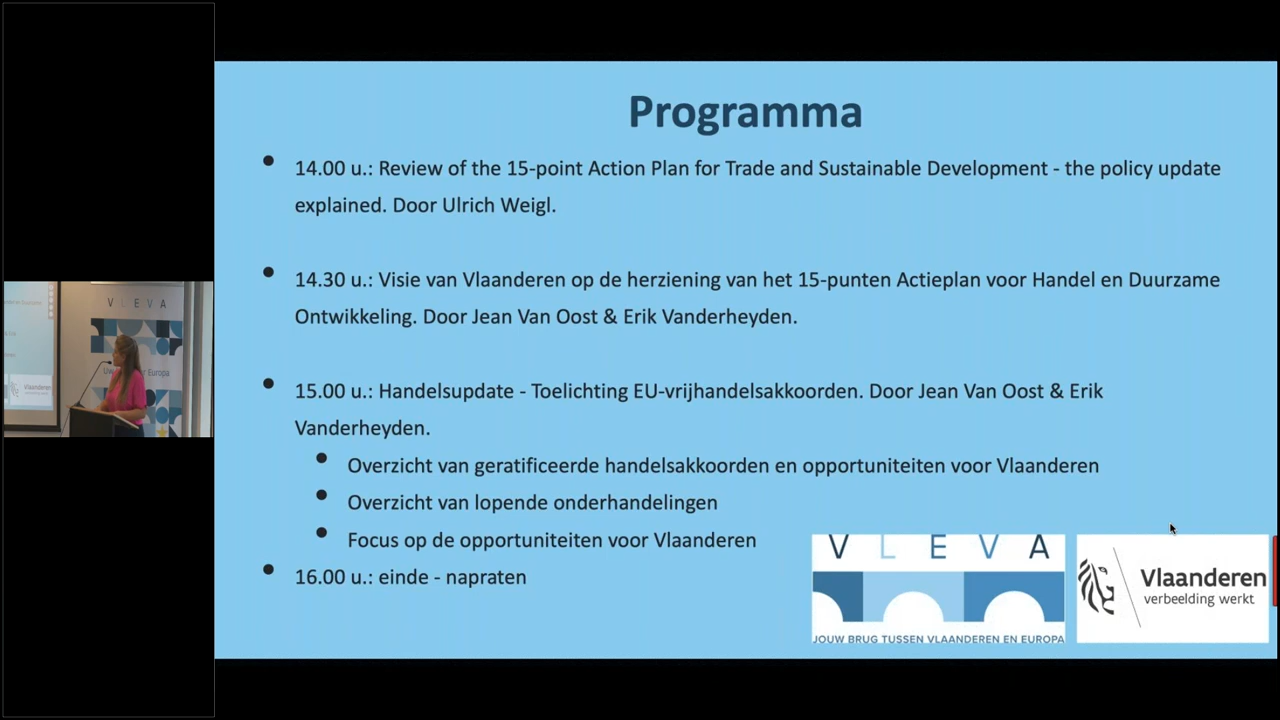 Programma
14.00 u.: Review of the 15-point Action Plan for Trade and Sustainable Development - the policy update
explained. Door Ulrich Weigl.
14.30 u.: Visie van Vlaanderen op de herziening van het 15-punten Actieplan voor Handel en Duurzame
Ontwikkeling. Door Jean Van Oost & Erik Vanderheyden.
15.00 u.: Handelsupdate - Toelichting EU-vrijhandelsakkoorden. Door Jean Van Oost & Erik
Vanderheyden.
Overzicht van geratificeerde handelsakkoorden en opportuniteiten voor Vlaanderen
Overzicht van lopende onderhandelingen
Focus op de opportuniteiten voor Vlaanderen
16.00 u.: einde - napraten
VLEVA
JOUW BRUG TUSSEN VLAANDEREN EN EUROPA
Vlaanderen
verbeelding werkt
VLEVA
Europa
Vlaanderen